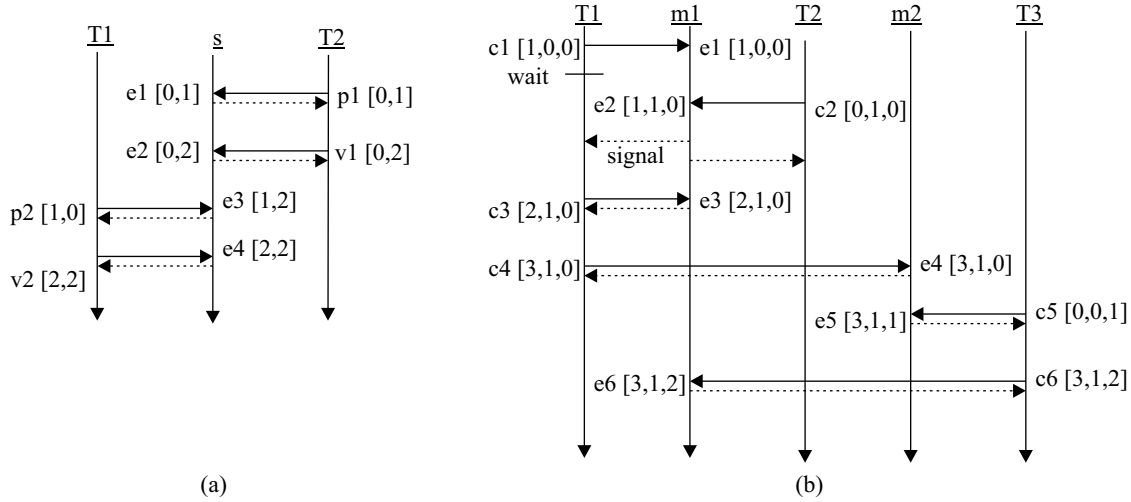 T1 s T2
e1 [0,1] p1 [0,1]
e2 [0,2] v1 [0,2]
p2 [1,0] e3 [1,2]
v2 [2,2] e4 [2,2]
(a)
T1 m1 T2 m2 T3
c1 [1,0,0] e1 [1,0,0]
wait
e2 [1,1,0] c2 [0,1,0]
signal
c3 [2,1,0] e3 [2,1,0]
c4 [3,1,0] e4 [3,1,0]
e5 [3,1,1] c5 [0,0,1]
e6 [3,1,2] c6 [3,1,2]
(b)